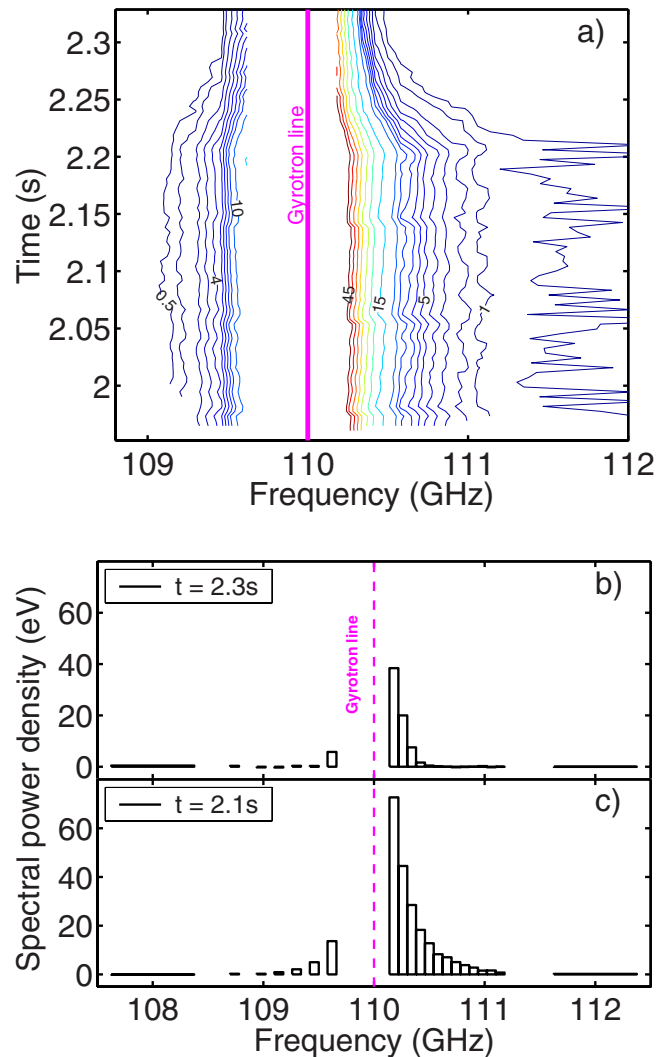 a)
2.3
2.25
2.2
2.15
2.1
2.05
2
Time (s)
Gyrotron line
10
4
0.5
45
15
5
1
109
110
111
112
Frequency (GHz)
t = 2.3s
b)
60
40
20
0
Gyrotron line
t = 2.1s
c)
60
40
20
0
Spectral power density (eV)
108
109
110
111
112
Frequency (GHz)